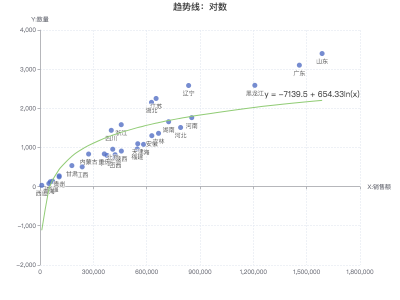 趋势线：对数
Y:数量
4,000
山东
广东
3,000
辽宁
黑龙江
y = −7139.5 + 654.33ln(x)
江苏
湖北
2,000
浙江
湖南
河南
四川
河北
吉林
安徽
1,000
上海
福建
内蒙古
陕西
山西
甘肃
江西
贵州
0
X:销售额
−1,000
−2,000
0
300,000
600,000
900,000
1,200,000
1,500,000
1,800,000